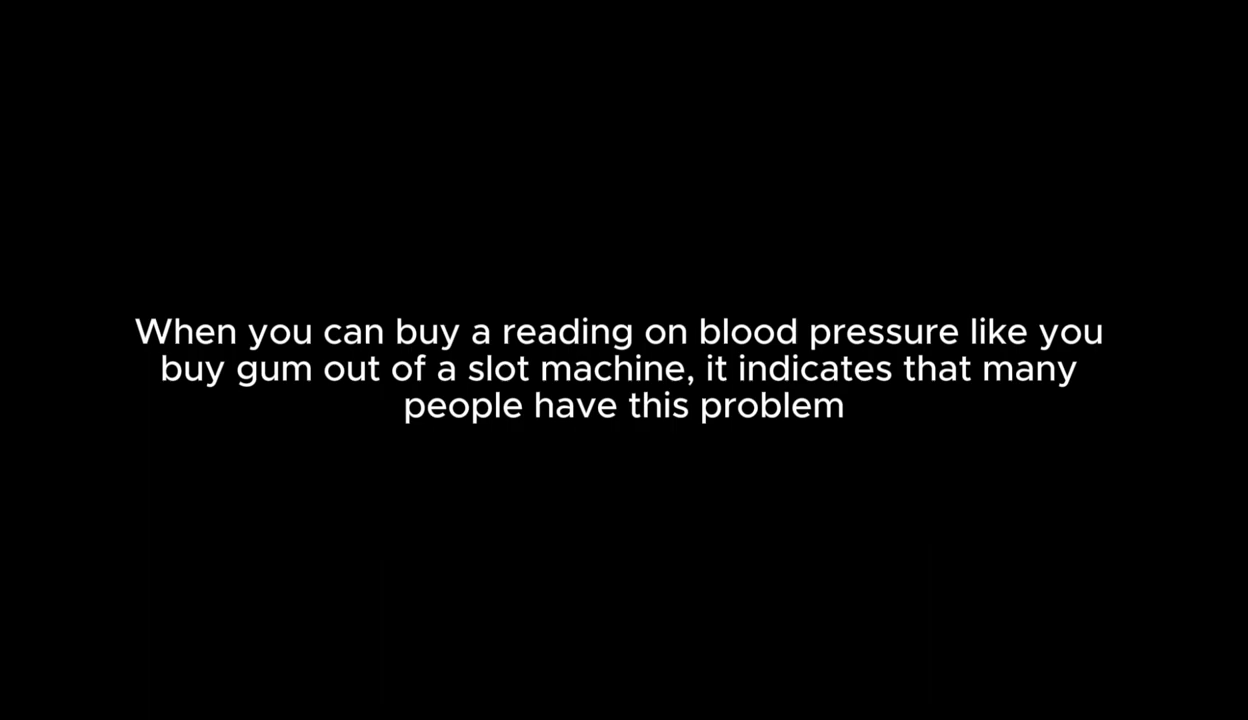 When you can buy a reading on blood pressure like you
buy gum out of a slot machine, it indicates that many
people have this problem